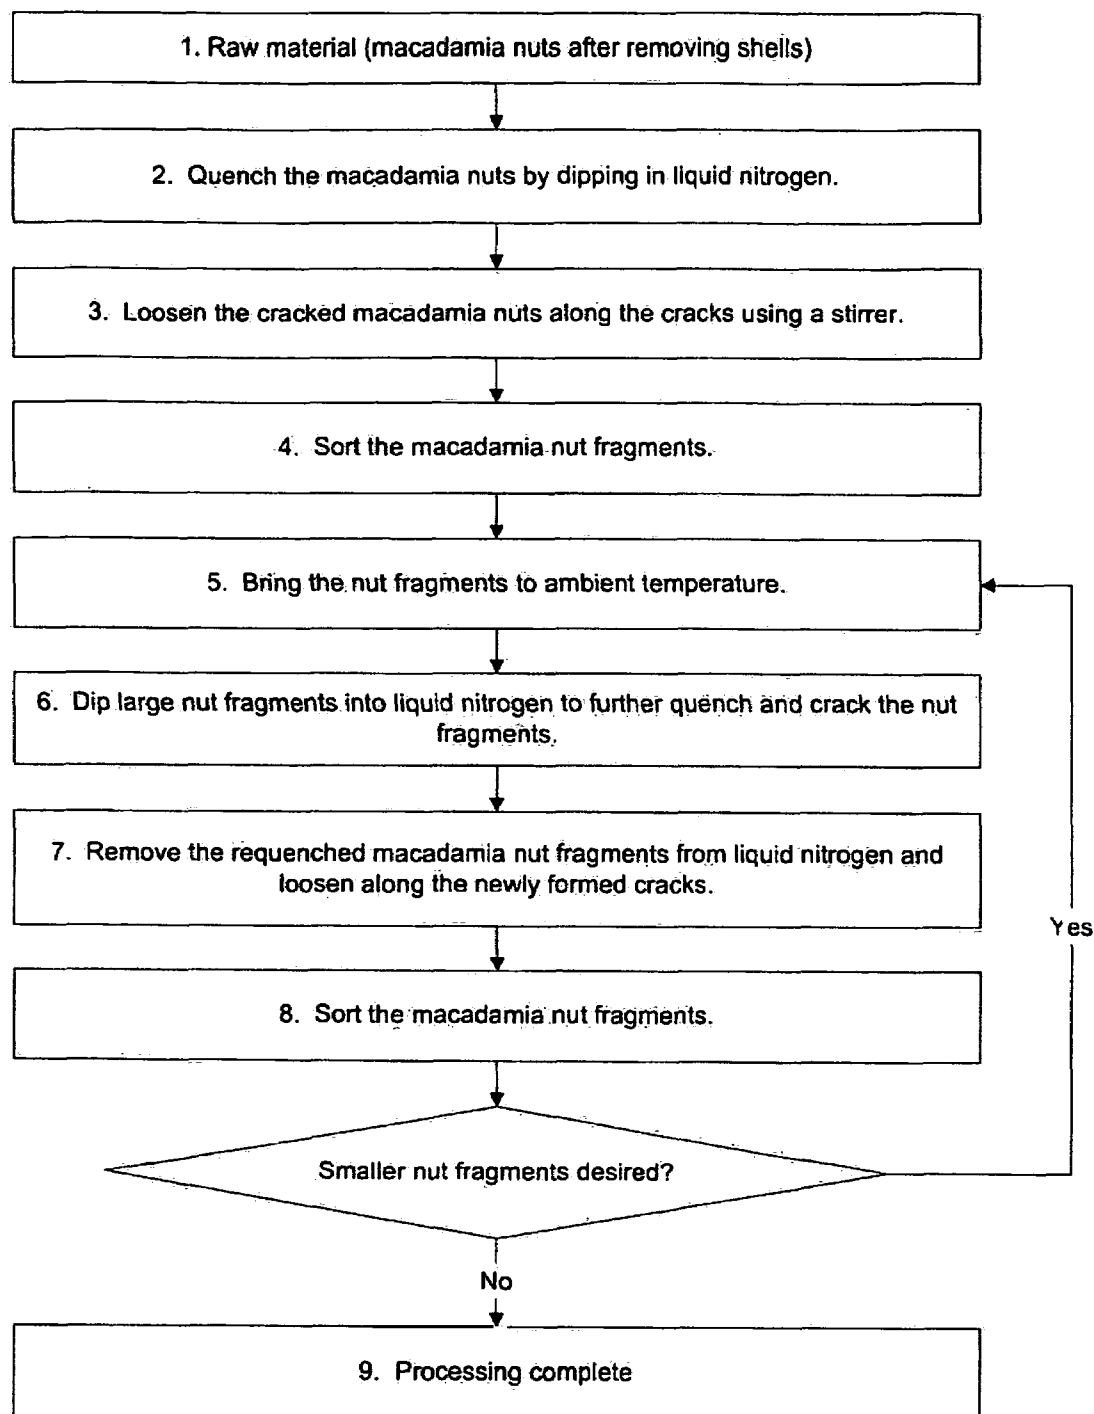 1. Raw material (macadamia nuts after removing shells)
2. Quench the macadamia nuts by dipping in liquid nitrogen.
3. Loosen the cracked macadamia nuts along the cracks using a stirrer.
4. Sort the macadamia nut fragments.
5. Bring the nut fragments to ambient temperature.
6. Dip large nut fragments into liquid nitrogen to further quench and crack the nut
fragments.
7. Remove the requenched macadamia nut fragments from liquid nitrogen and
loosen along the newly formed cracks.
Yes
8. Sort the macadamia nut fragments.
Smaller nut fragments desired?
No
9. Processing complete